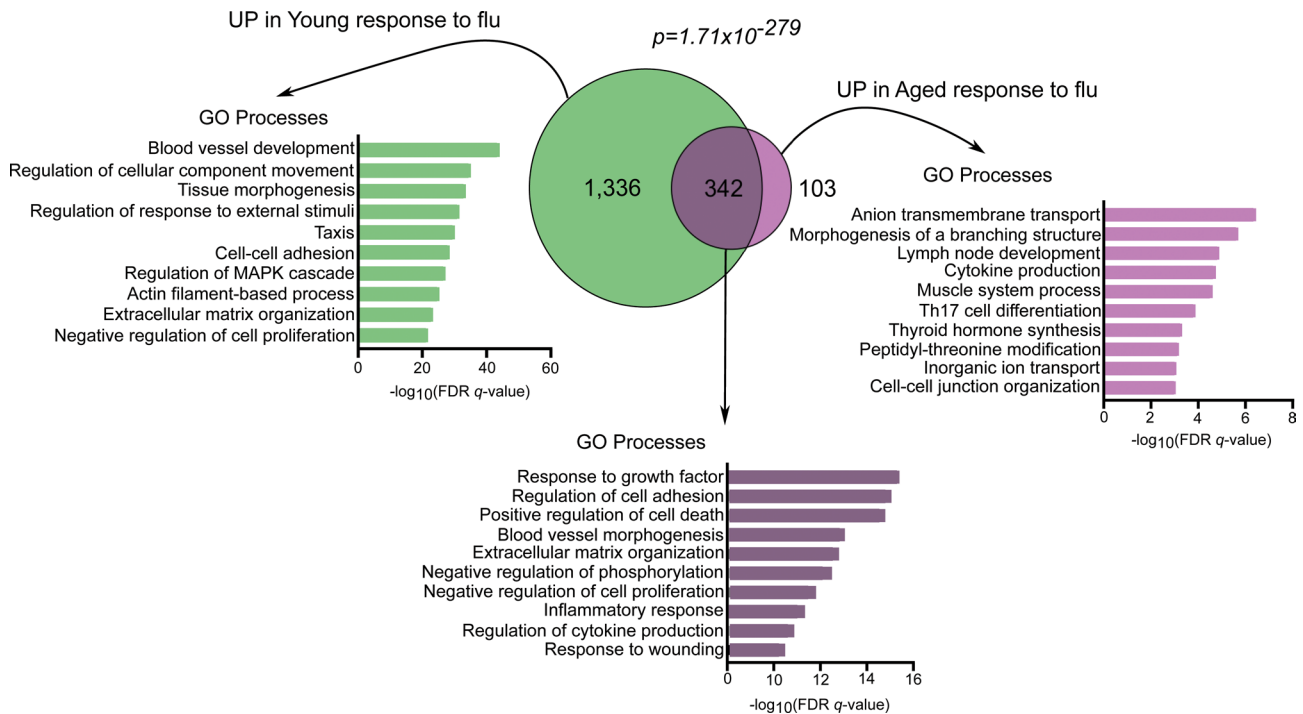 UP in Young response to flu
p=1.71x10-279
UP in Aged response to flu
GO Processes
Blood vessel development
Regulation of cellular component movement
Tissue morphogenesis
Regulation of response to external stimuli
Taxis
Cell-cell adhesion
Regulation of MAPK cascade
Actin filament-based process
Extracellular matrix organization
Negative regulation of cell proliferation
0 20 40 60
-log10(FDR q-value)
1,336 342 103
GO Processes
Anion transmembrane transport
Morphogenesis of a branching structure
Lymph node development
Cytokine production
Muscle system process
Th17 cell differentiation
Thyroid hormone synthesis
Peptidyl-threonine modification
Inorganic ion transport
Cell-cell junction organization
0 2 4 6 8
-log10(FDR q-value)
GO Processes
Response to growth factor
Regulation of cell adhesion
Positive regulation of cell death
Blood vessel morphogenesis
Extracellular matrix organization
Negative regulation of phosphorylation
Negative regulation of cell proliferation
Inflammatory response
Regulation of cytokine production
Response to wounding
0 10 12 14 16
-log10(FDR q-value)